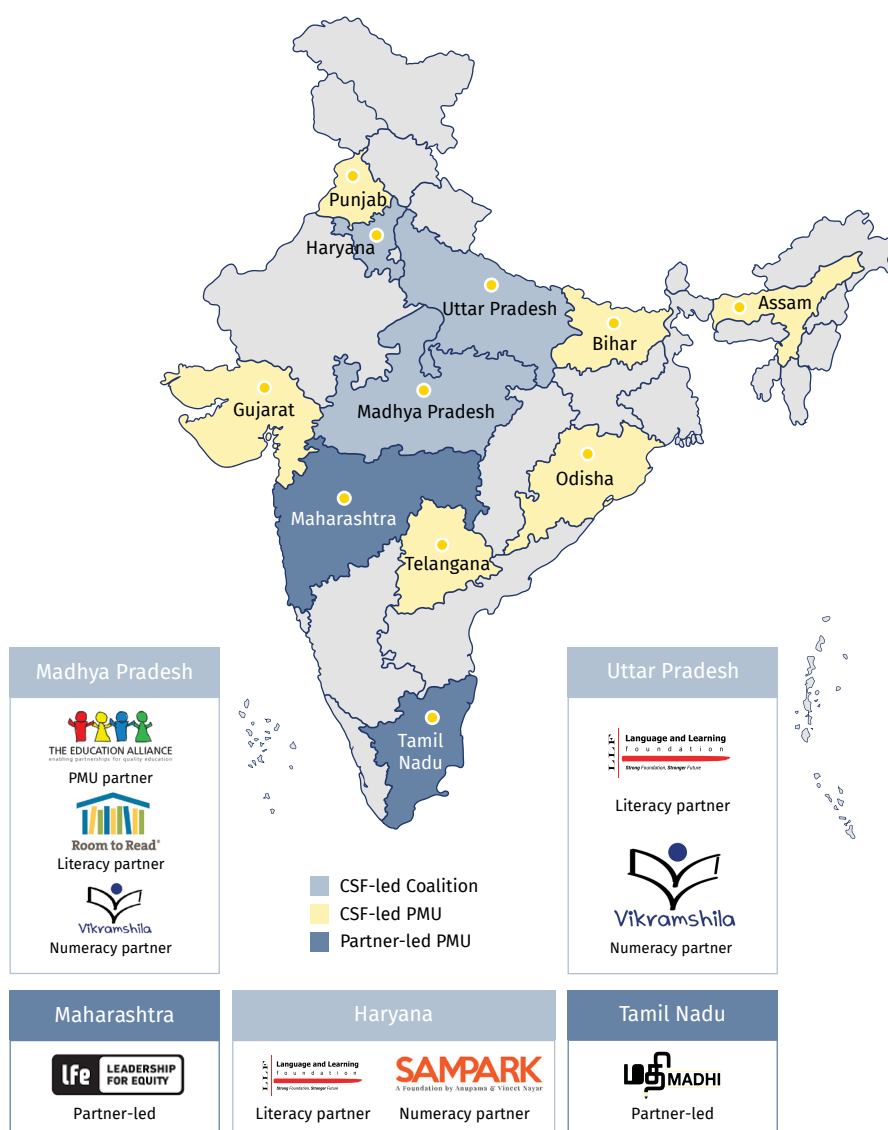 Punjab
Haryana
Uttar Pradesh
Bihar
Assam
Gujarat
Madhya Pradesh
Odisha
Maharashtra
Telangana
Tamil
Nadu
CSF-led Coalition
CSF-led PMU
Partner-led PMU
Madhya Pradesh
THE EDUCATION ALLIANCE
enabling partnerships for quality education
PMU partner
Room to Read®
Literacy partner
Vikramshila
Numeracy partner
Uttar Pradesh
LLF
Language and Learning
foundation
Strong Foundation, Stronger Future
Literacy partner
Vikramshila
Numeracy partner
Maharashtra
lfe LEADERSHIP
FOR EQUITY
Partner-led
Haryana
LLF
Language and Learning
foundation
Strong Foundation, Stronger Future
Literacy partner
SAMPARK
A Foundation by Anupama & Vineet Nayar
Numeracy partner
Tamil Nadu
மதி MADHI
Partner-led